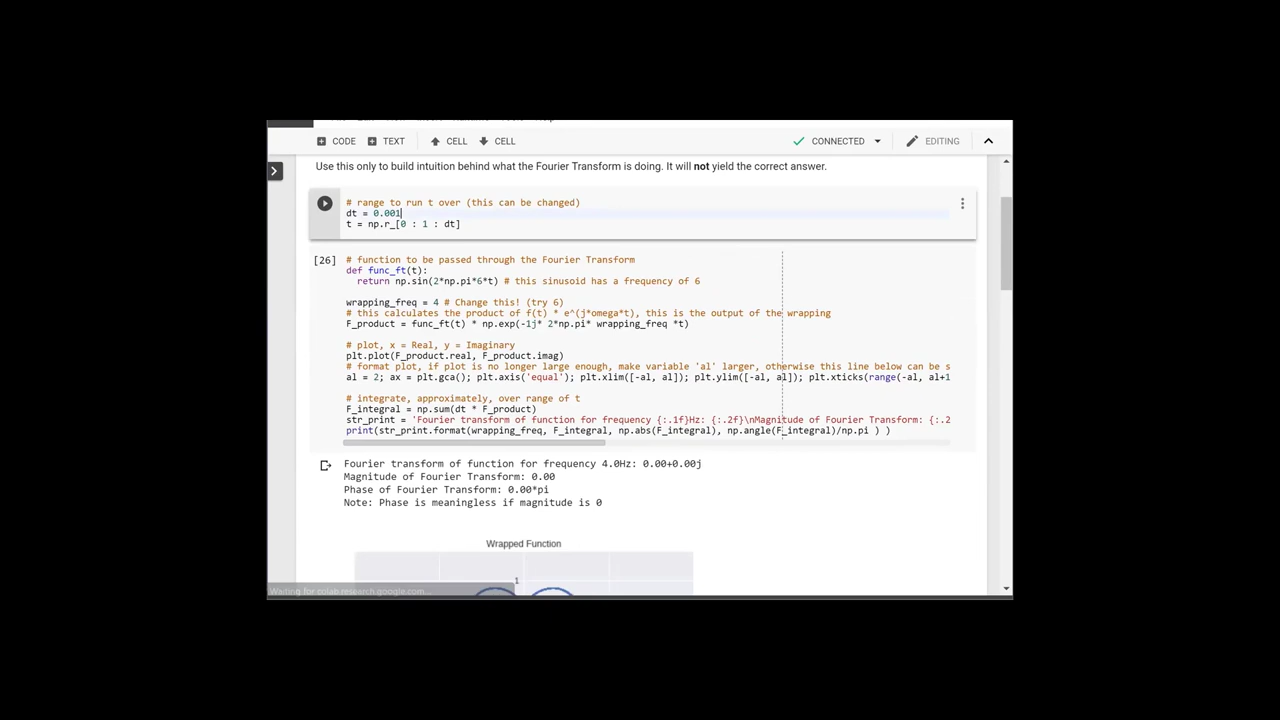 CODE TEXT CELL CELL CONNECTED EDITING
Use this only to build intuition behind what the Fourier Transform is doing. It will not yield the correct answer.
# range to run t over (this can be changed)
dt = 0.001
t = np.r_[0 : 1 : dt]
[26] # function to be passed through the Fourier Transform
def func_ft(t):
return np.sin(2*np.pi*6*t) # this sinusoid has a frequency of 6
wrapping_freq = 4 # Change this! (try 6)
# this calculates the product of f(t) * e^(j*omega*t), this is the output of the wrapping
F_product = func_ft(t) * np.exp(-1j* 2*np.pi* wrapping_freq *t)
# plot, x = Real, y = Imaginary
plt.plot(F_product.real, F_product.imag)
# format plot, if plot is no longer large enough, make variable 'al' larger, otherwise this line below can be s
al = 2; ax = plt.gca(); plt.axis('equal'); plt.xlim([-al, al]); plt.ylim([-al, al]); plt.xticks(range(-al, al+1
# integrate, approximately, over range of t
F_integral = np.sum(dt * F_product)
str_print = 'Fourier transform of function for frequency {:.1f}Hz: {:.2f}\nMagnitude of Fourier Transform: {:.2
print(str_print.format(wrapping_freq, F_integral, np.abs(F_integral), np.angle(F_integral)/np.pi ) )
Fourier transform of function for frequency 4.0Hz: 0.00+0.00j
Magnitude of Fourier Transform: 0.00
Phase of Fourier Transform: 0.00*pi
Note: Phase is meaningless if magnitude is 0
Wrapped Function
1
Waiting for colab.research.google.com...